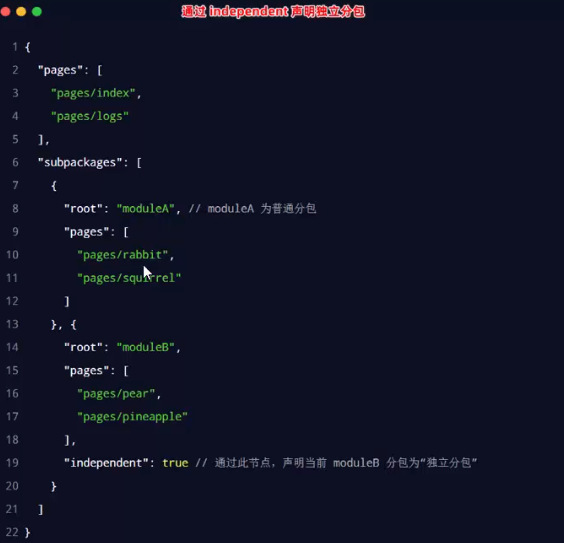 通过 independent 声明独立分包
1 {
2 "pages": [
3 "pages/index",
4 "pages/logs"
5 ],
6 "subpackages": [
7 {
8 "root": "moduleA", // moduleA 为普通分包
9 "pages": [
10 "pages/rabbit",
11 "pages/squirrel"
12 ]
13 }, {
14 "root": "moduleB",
15 "pages": [
16 "pages/pear",
17 "pages/pineapple"
18 ],
19 "independent": true // 通过此节点，声明当前 moduleB 分包为“独立分包”
20 }
21 ]
22 }